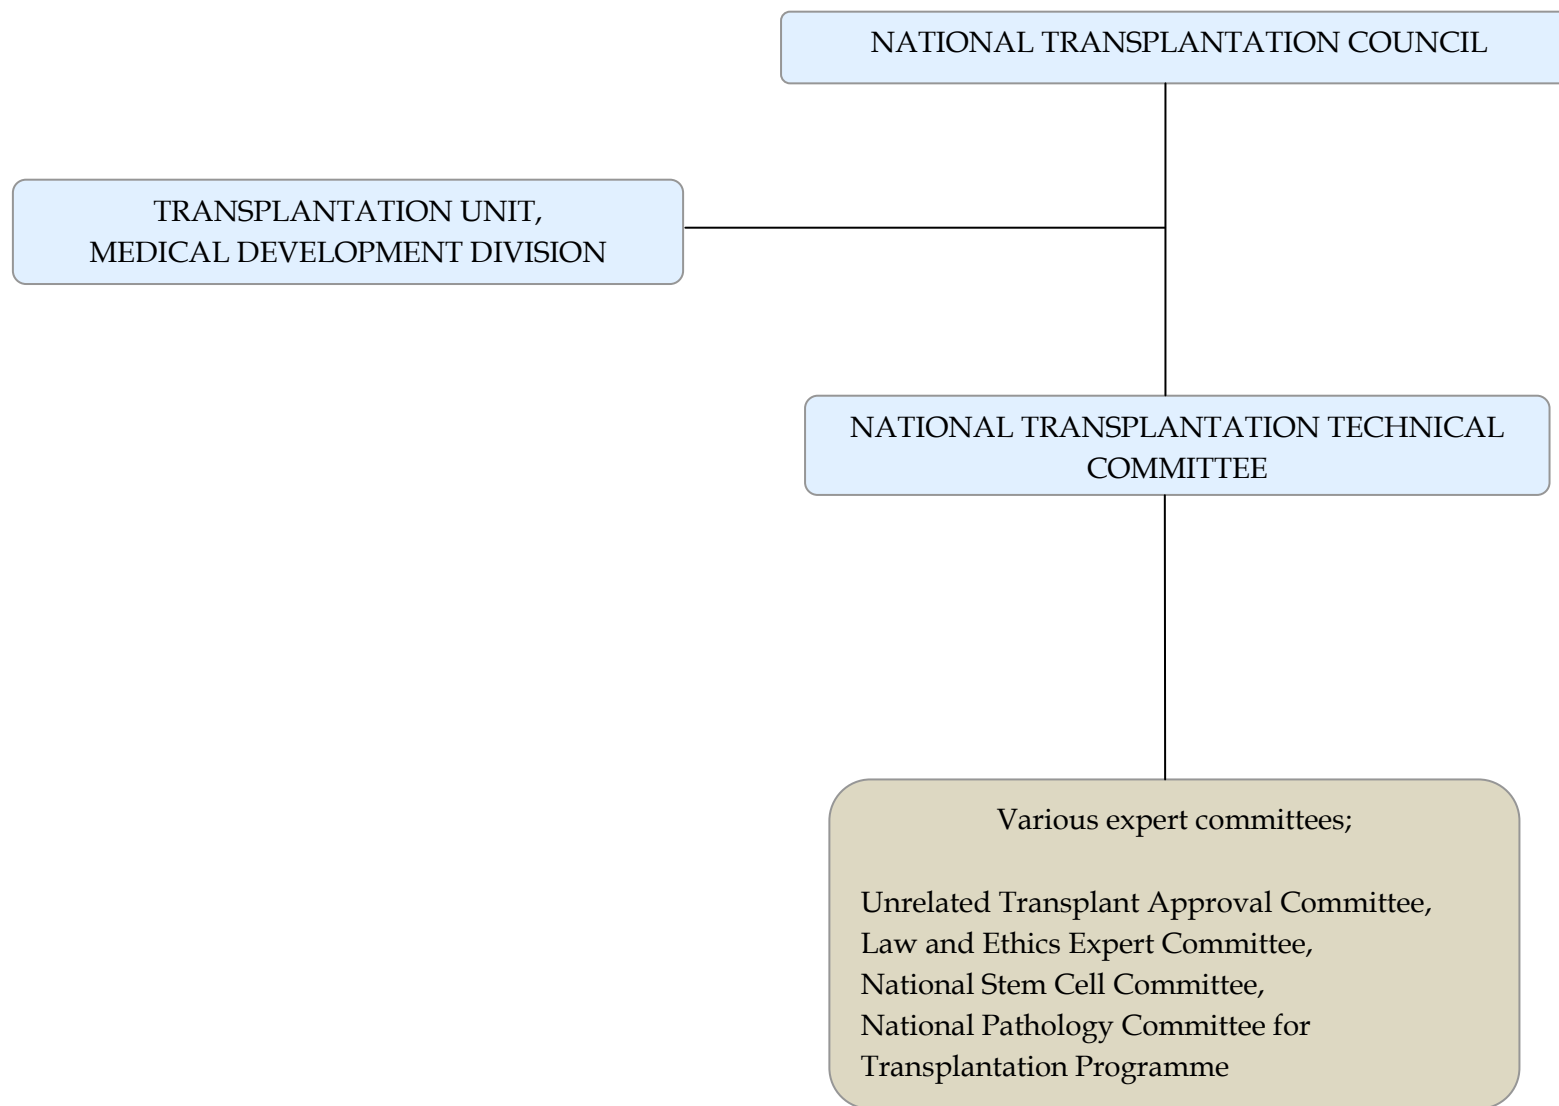 NATIONAL TRANSPLANTATION COUNCIL
TRANSPLANTATION UNIT,
MEDICAL DEVELOPMENT DIVISION
NATIONAL TRANSPLANTATION TECHNICAL
COMMITTEE
Various expert committees;
Unrelated Transplant Approval Committee,
Law and Ethics Expert Committee,
National Stem Cell Committee,
National Pathology Committee for
Transplantation Programme